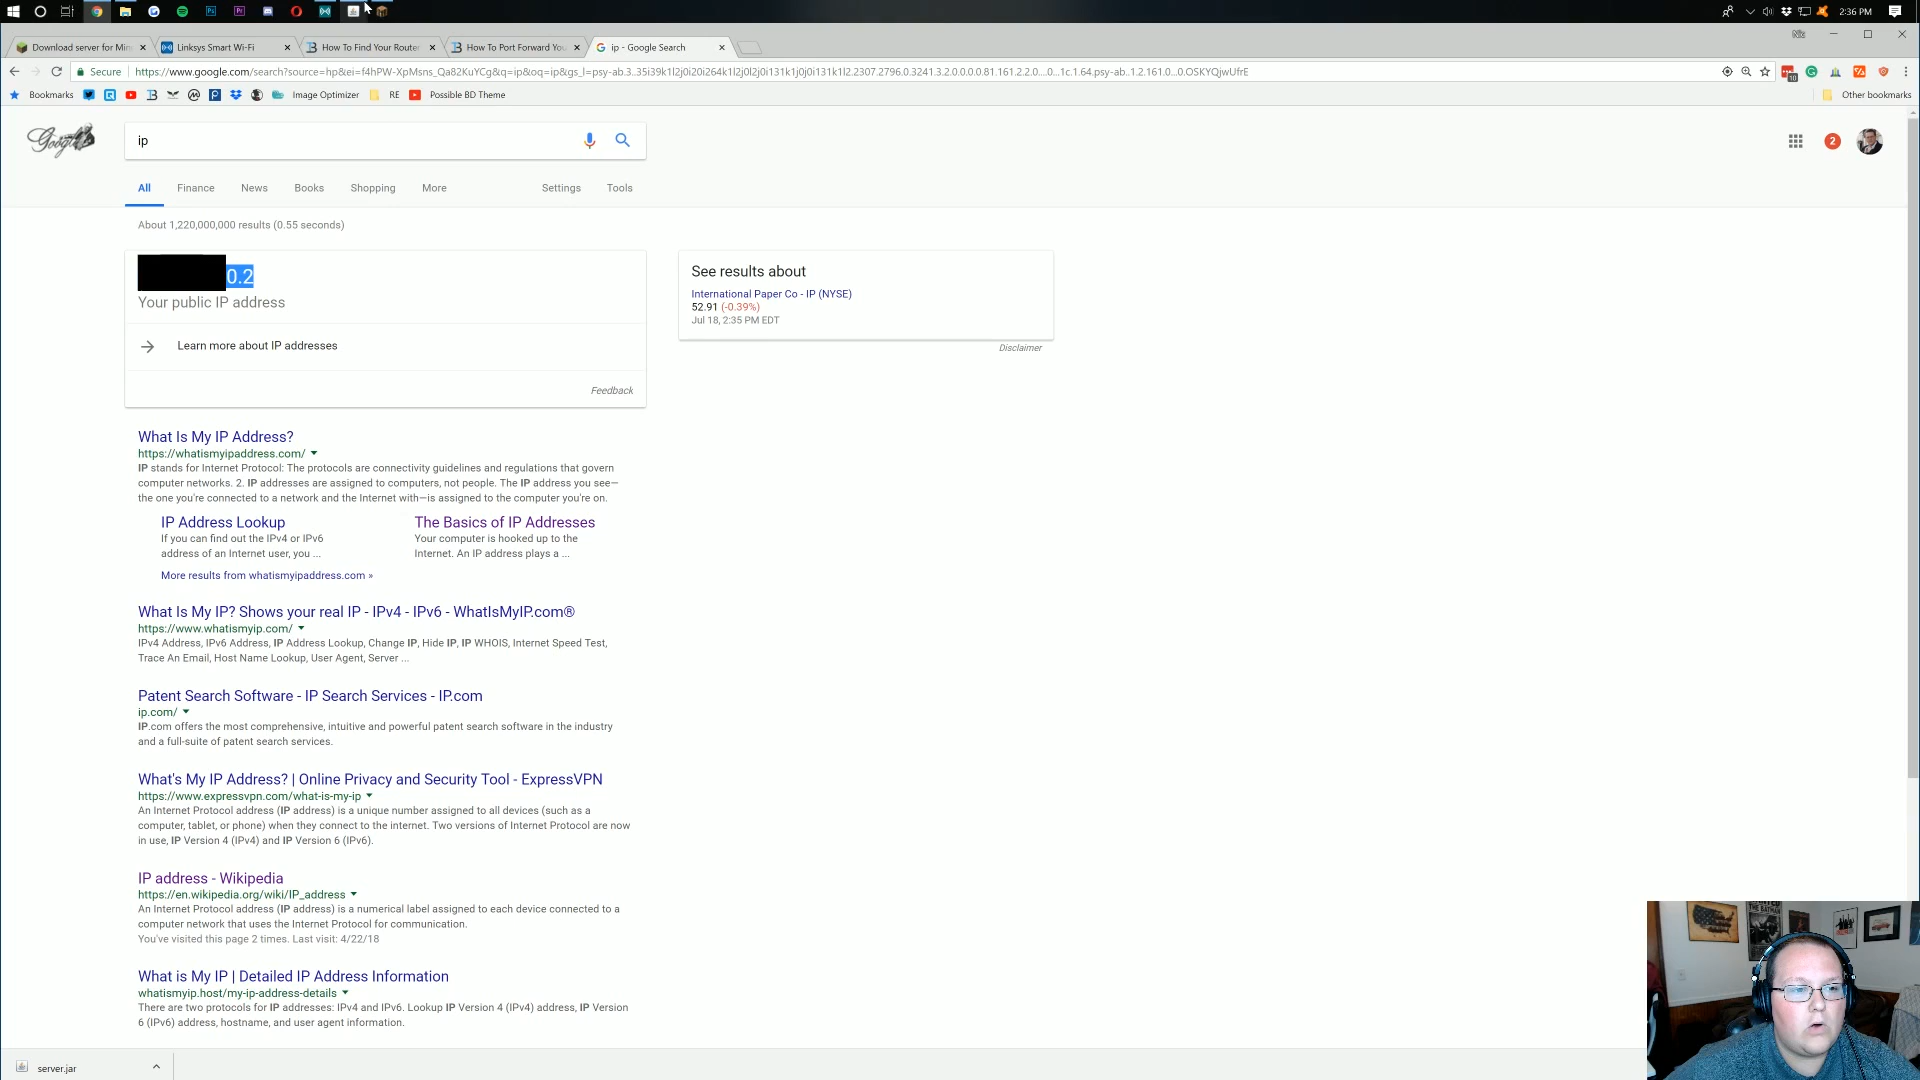 2:36 PM
Download server for Min
Linksys Smart Wi-Fi
How To Find Your Route
How To Port Forward You
ip - Google Search
Secure
https://www.google.com/search?source=hp&ei=f4hPW-XpMsns_Qa82KuYCg&q=ip&oq=ip&gs_l=psy-ab.3..35i39k1l2j0i20i264k1l2j0l2j0i131k1j0j0i131k1l2.2307.2796.0.3241.3.2.0.0.0.0.81.161.2.2.0....0...1c.1.64.psy-ab..1.2.161.0...0.OSKYQjwUfrE
10
Bookmarks
Image Optimizer
RE
Possible BD Theme
Other bookmarks
Google
ip
2
All
Finance
News
Books
Shopping
More
Settings
Tools
About 1,220,000,000 results (0.55 seconds)
0.2
Your public IP address
Learn more about IP addresses
Feedback
See results about
International Paper Co - IP (NYSE)
52.91 (-0.39%)
Jul 18, 2:35 PM EDT
Disclaimer
What Is My IP Address?
https://whatismyipaddress.com/
IP stands for Internet Protocol: The protocols are connectivity guidelines and regulations that govern
computer networks. 2. IP addresses are assigned to computers, not people. The IP address you see—
the one you're connected to a network and the Internet with—is assigned to the computer you're on.
IP Address Lookup
If you can find out the IPv4 or IPv6
address of an Internet user, you ...
The Basics of IP Addresses
Your computer is hooked up to the
Internet. An IP address plays a ...
More results from whatismyipaddress.com »
What Is My IP? Shows your real IP - IPv4 - IPv6 - WhatIsMyIP.com®
https://www.whatismyip.com/
IPv4 Address, IPv6 Address, IP Address Lookup, Change IP, Hide IP, IP WHOIS, Internet Speed Test,
Trace An Email, Host Name Lookup, User Agent, Server ...
Patent Search Software - IP Search Services - IP.com
ip.com/
IP.com offers the most comprehensive, intuitive and powerful patent search software in the industry
and a full-suite of patent search services.
What's My IP Address? | Online Privacy and Security Tool - ExpressVPN
https://www.expressvpn.com/what-is-my-ip
An Internet Protocol address (IP address) is a unique number assigned to all devices (such as a
computer, tablet, or phone) when they connect to the internet. Two versions of Internet Protocol are now
in use, IP Version 4 (IPv4) and IP Version 6 (IPv6).
IP address - Wikipedia
https://en.wikipedia.org/wiki/IP_address
An Internet Protocol address (IP address) is a numerical label assigned to each device connected to a
computer network that uses the Internet Protocol for communication.
You've visited this page 2 times. Last visit: 4/22/18
What is My IP | Detailed IP Address Information
whatismyip.host/my-ip-address-details
There are two protocols for IP addresses: IPv4 and IPv6. Lookup IP Version 4 (IPv4) address, IP Version
6 (IPv6) address, hostname, and user agent information.
server.jar